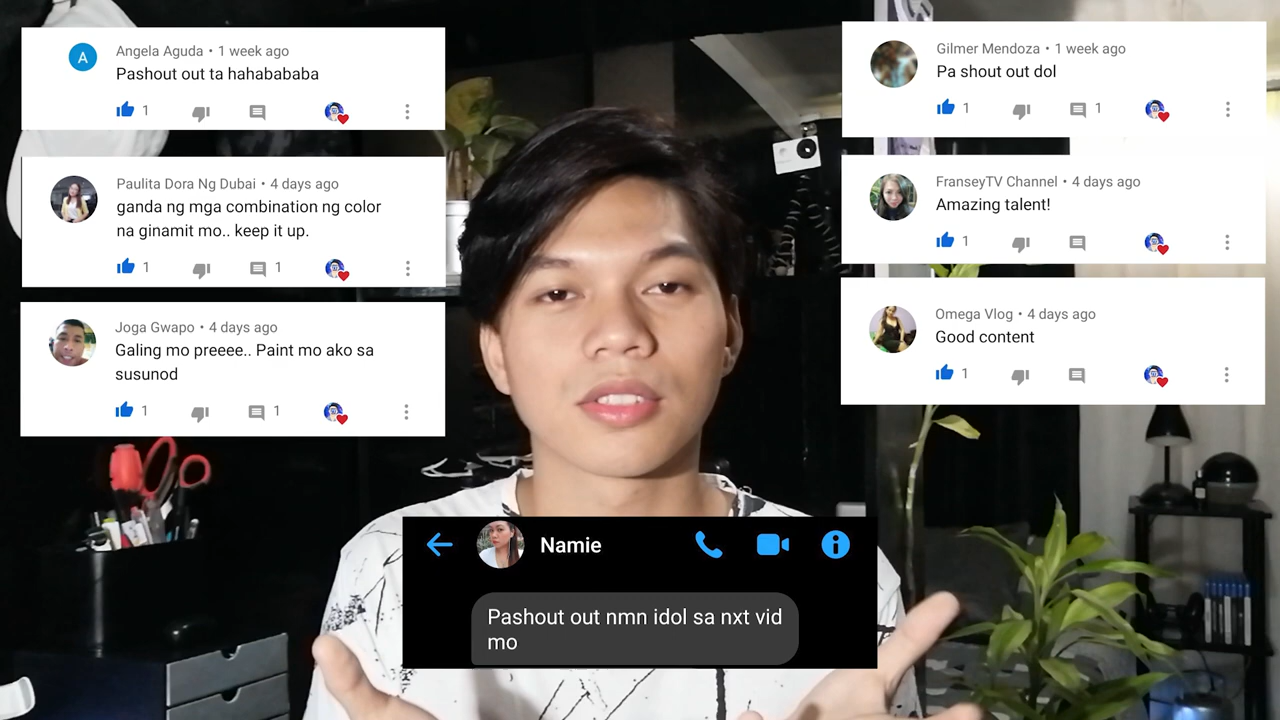 A
Angela Aguda • 1 week ago
Pashout out ta hahabababa
1
Paulita Dora Ng Dubai • 4 days ago
ganda ng mga combination ng color
na ginamit mo.. keep it up.
1 1
Joga Gwapo • 4 days ago
Galing mo preeee.. Paint mo ako sa
susunod
1 1
Gilmer Mendoza • 1 week ago
Pa shout out dol
1 1
FranseyTV Channel • 4 days ago
Amazing talent!
1
Omega Vlog • 4 days ago
Good content
1
Namie
Pashout out nmn idol sa nxt vid
mo